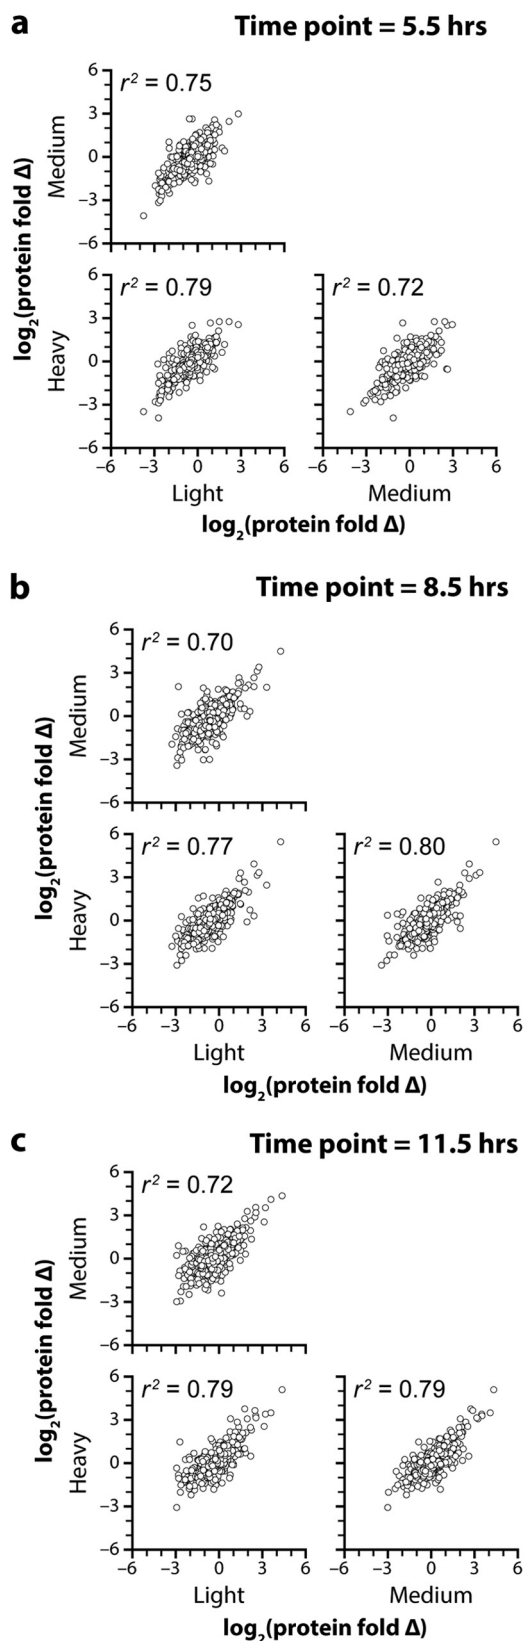 a
Time point = 5.5 hrs
log2(protein fold Δ)
Medium
6
3
0
−3
−6
r² = 0.75
Heavy
6
3
0
−3
−6
r² = 0.79
r² = 0.72
−6 −3 0 3 6
−6 −3 0 3 6
Light
Medium
log2(protein fold Δ)
b
Time point = 8.5 hrs
log2(protein fold Δ)
Medium
6
3
0
−3
−6
r² = 0.70
Heavy
6
3
0
−3
−6
r² = 0.77
r² = 0.80
−6 −3 0 3 6
−6 −3 0 3 6
Light
Medium
log2(protein fold Δ)
c
Time point = 11.5 hrs
log2(protein fold Δ)
Medium
6
3
0
−3
−6
r² = 0.72
Heavy
6
3
0
−3
−6
r² = 0.79
r² = 0.79
−6 −3 0 3 6
−6 −3 0 3 6
Light
Medium
log2(protein fold Δ)